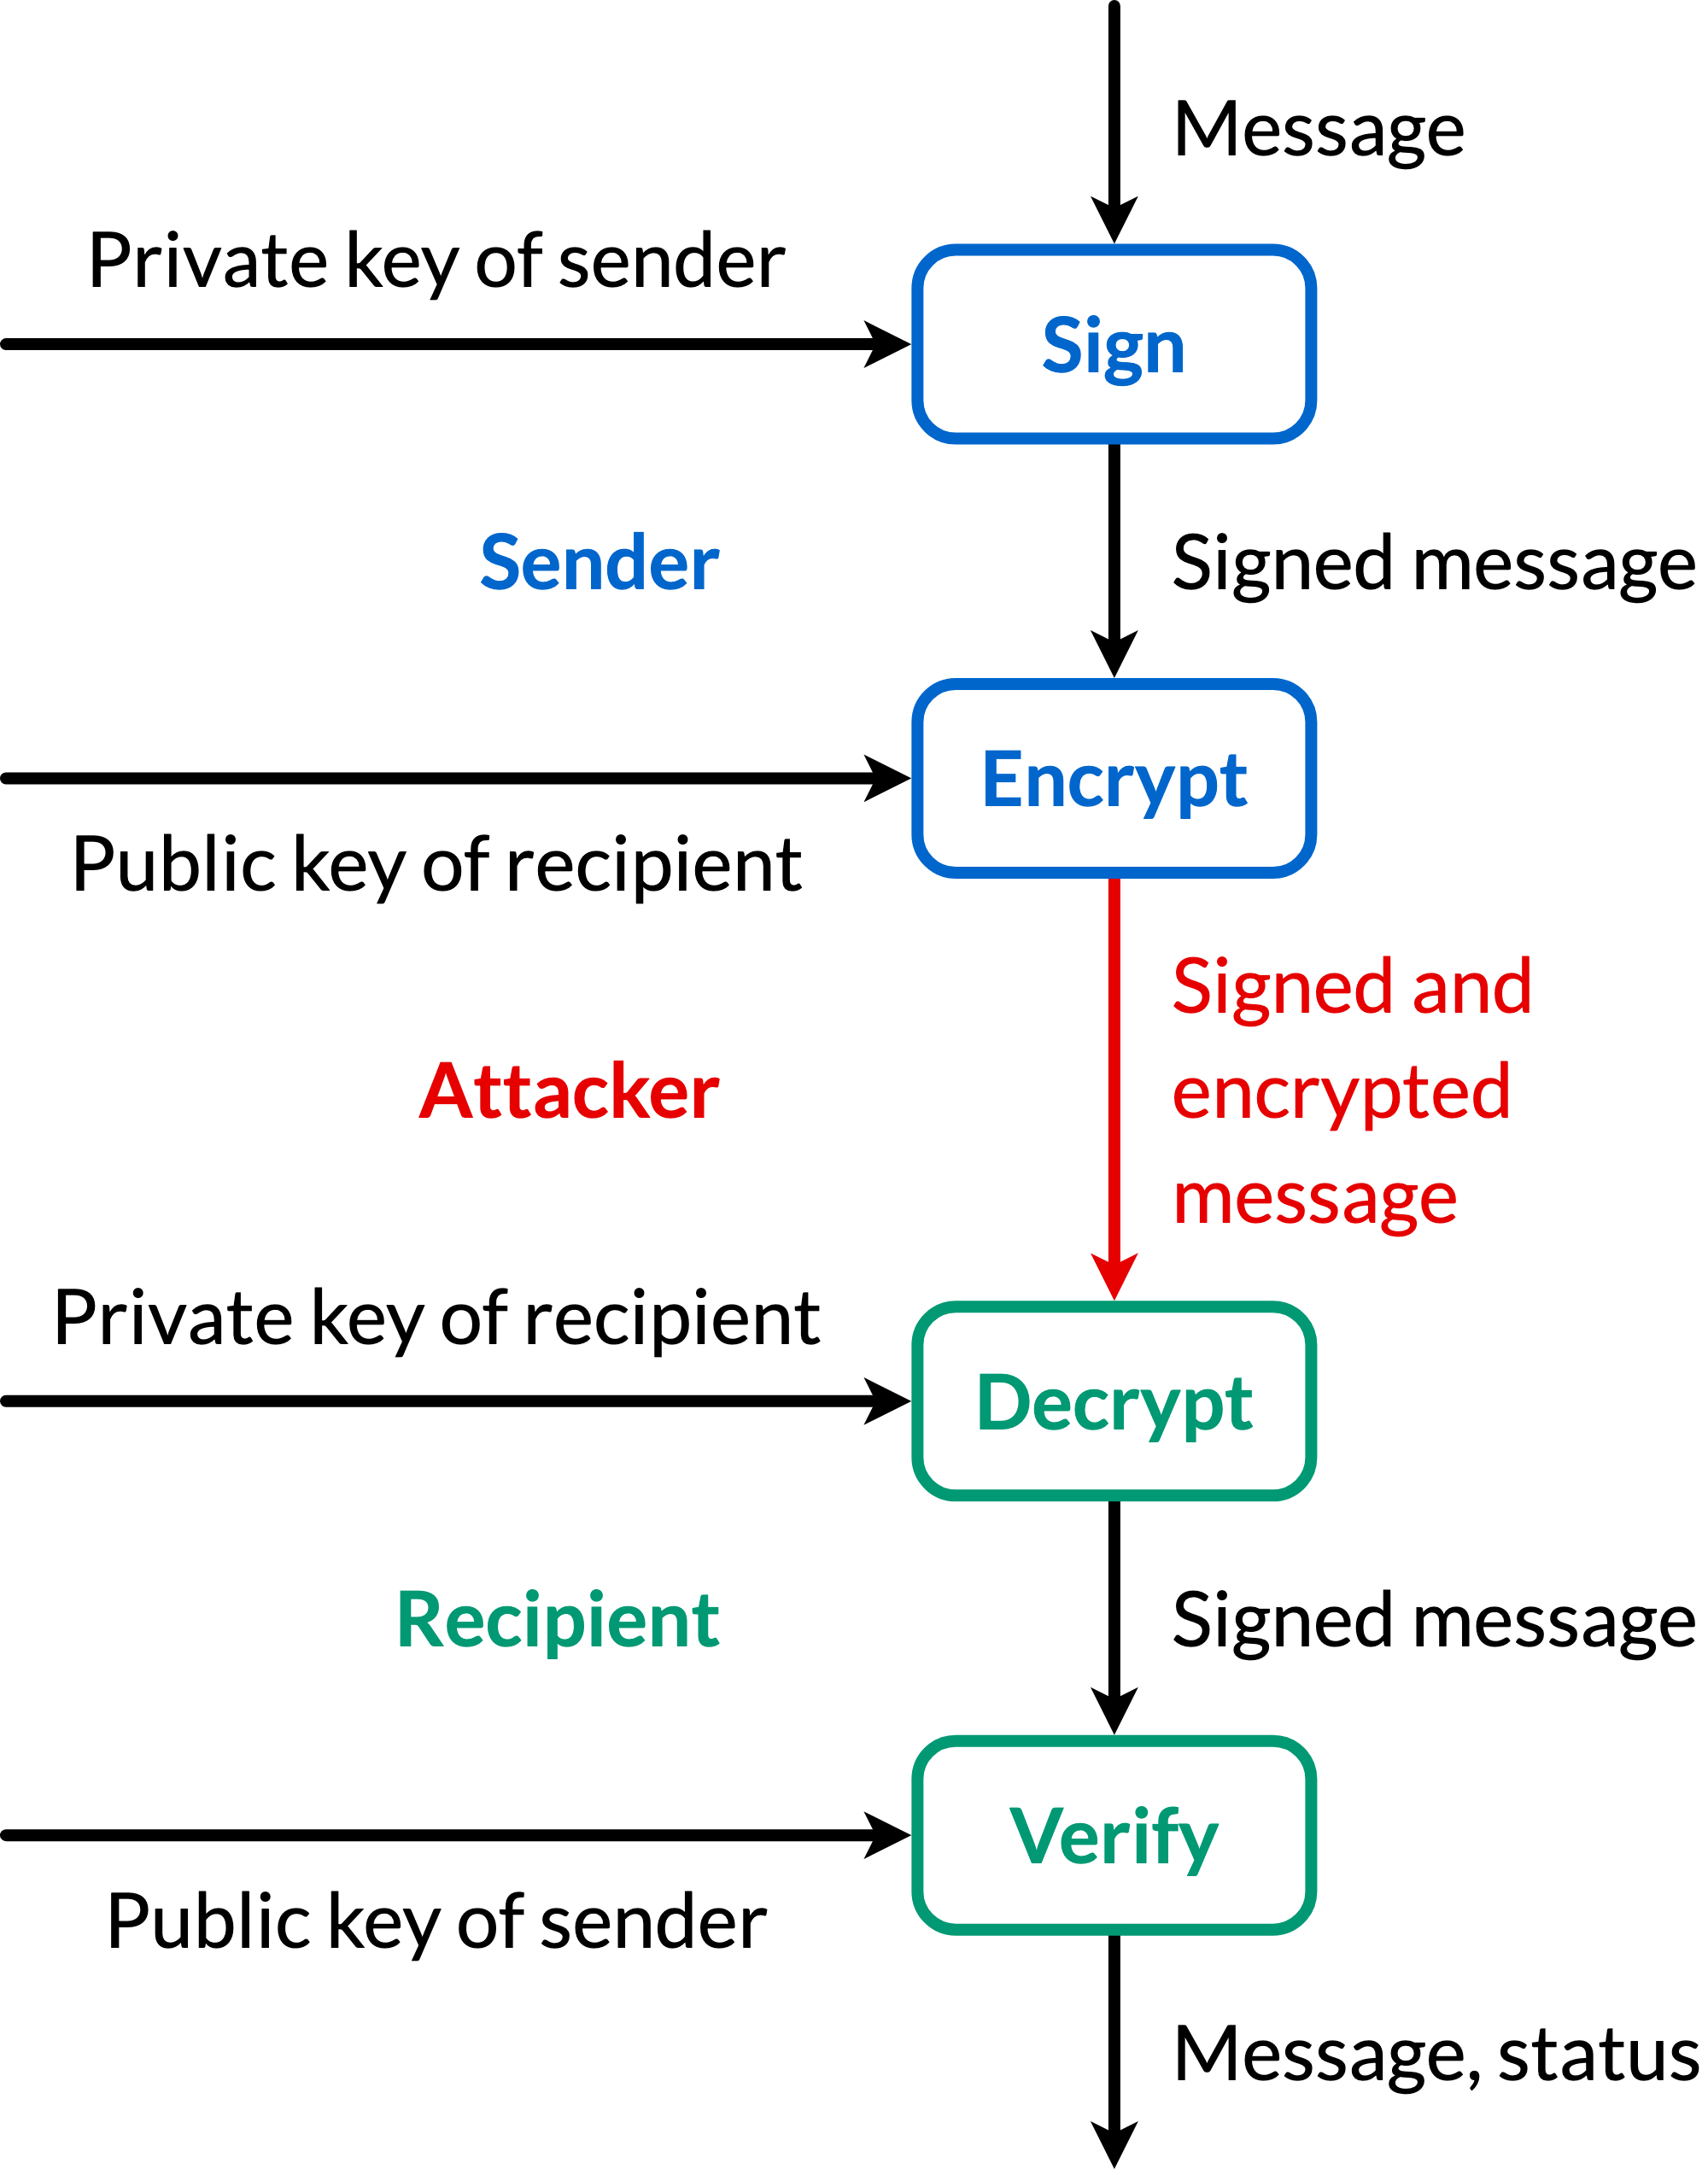 Message
Private key of sender
Sign
Sender
Signed message
Encrypt
Public key of recipient
Signed and
encrypted
message
Attacker
Private key of recipient
Decrypt
Recipient
Signed message
Verify
Public key of sender
Message, status